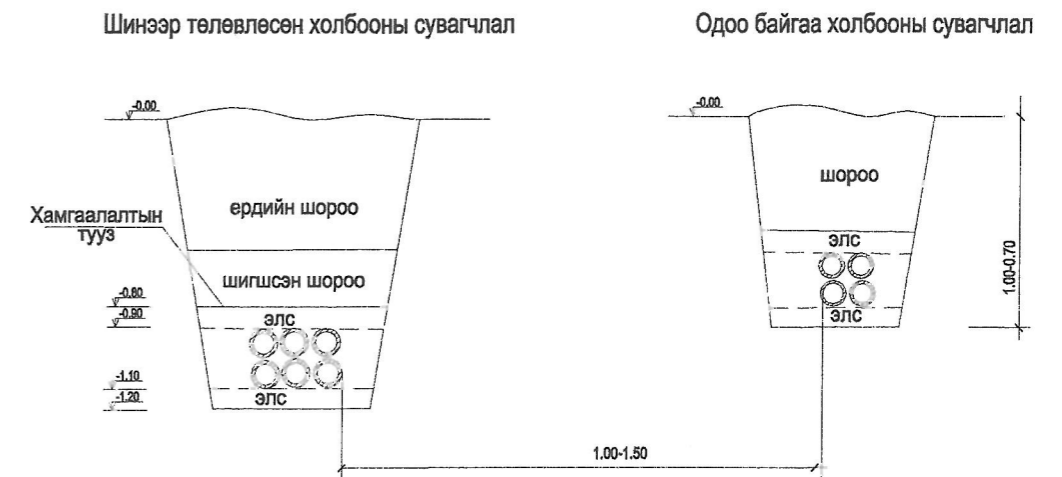 Шинээр төлөвлөсөн холбооны сувагчлал
Одоо байгаа холбооны сувагчлал
-0.00
-0.00
шороо
ердийн шороо
Хамгаалалтын
тууз
элс
шигшсэн шороо
1.00-0.70
-0.80
-0.90
элс
элс
-1.10
-1.20
элс
1.00-1.50